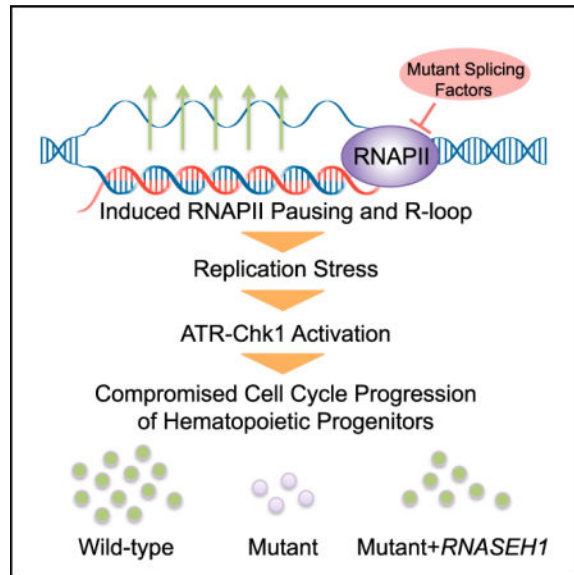 Mutant Splicing
Factors
RNAPII
Induced RNAPII Pausing and R-loop
Replication Stress
ATR-Chk1 Activation
Compromised Cell Cycle Progression
of Hematopoietic Progenitors
Wild-type Mutant Mutant+RNASEH1